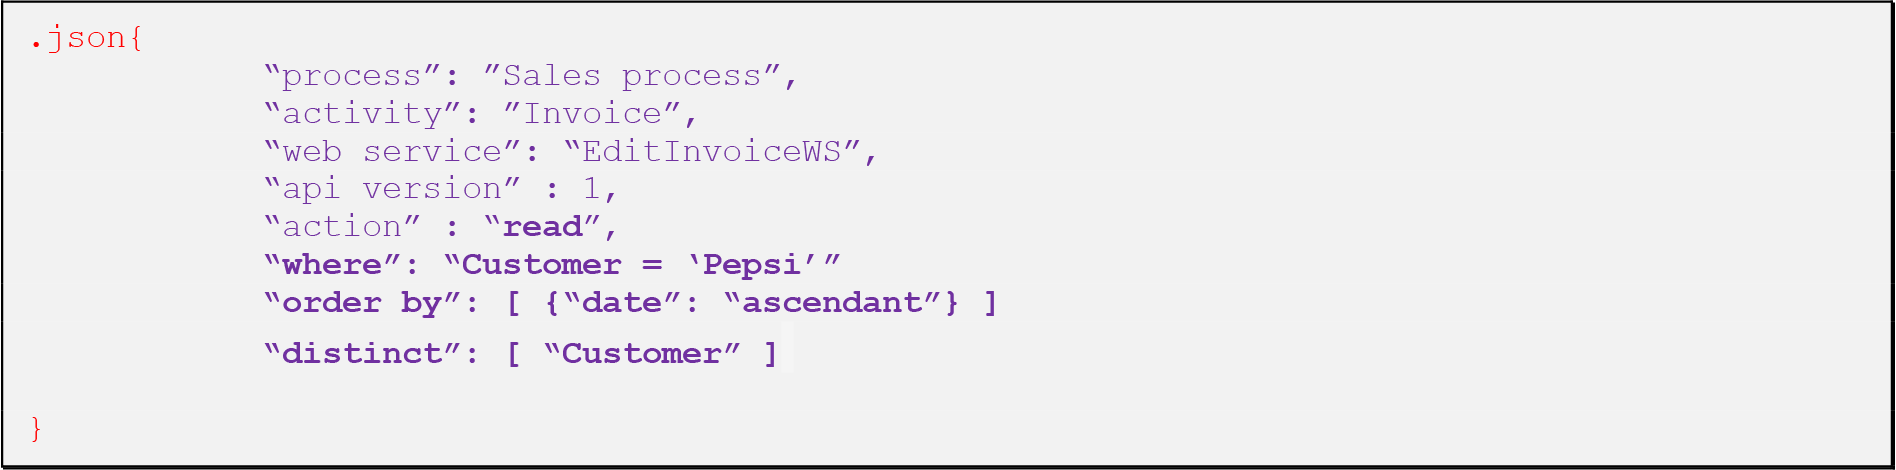 .json{
“process”: ”Sales process”,
“activity”: ”Invoice”,
“web service”: “EditInvoiceWS”,
“api version” : 1,
“action” : “read”,
“where”: “Customer = ‘Pepsi’”
“order by”: [ {“date”: “ascendant”} ]
“distinct”: [ “Customer” ]
}